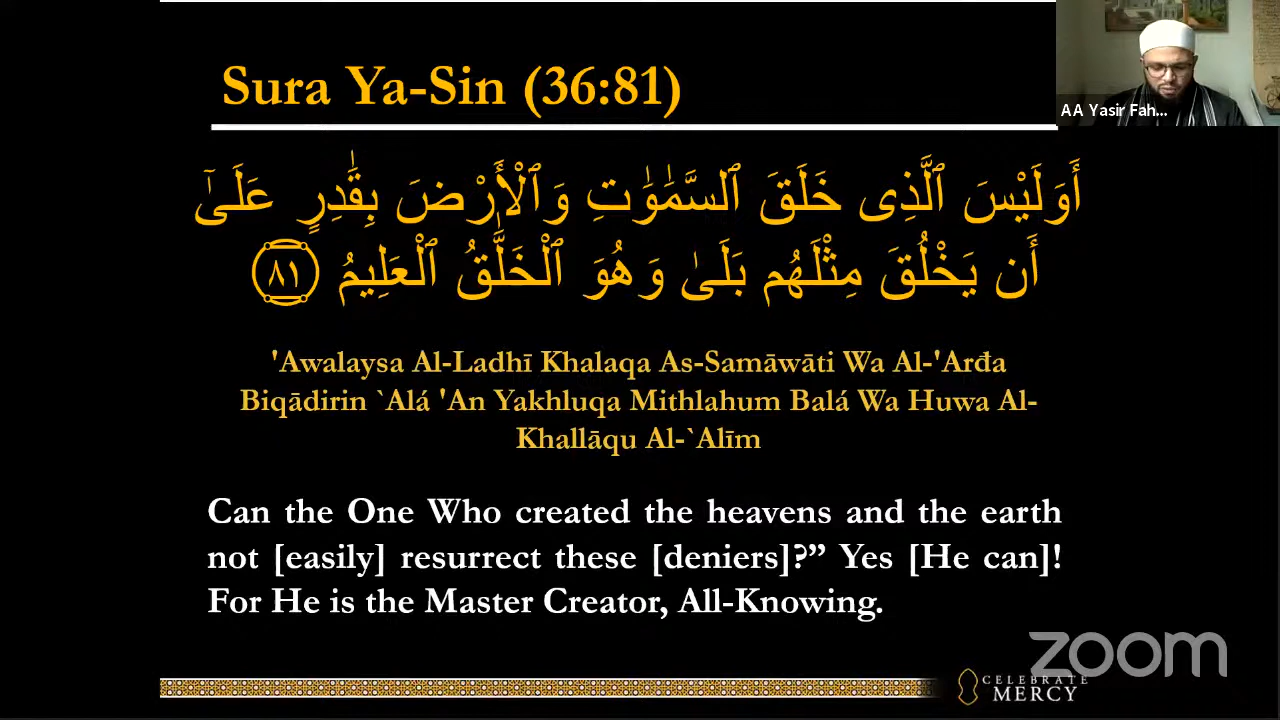 Sura Ya-Sin (36:81)
AA Yasir Fah...
أَوَلَيْسَ ٱلَّذِى خَلَقَ ٱلسَّمَٰوَٰتِ وَٱلْأَرْضَ بِقَٰدِرٍ عَلَىٰٓ
أَن يَخْلُقَ مِثْلَهُم بَلَىٰ وَهُوَ ٱلْخَلَّٰقُ ٱلْعَلِيمُ ٨١
'Awalaysa Al-Ladhī Khalaqa As-Samāwāti Wa Al-'Arđa
Biqādirin `Alá 'An Yakhluqa Mithlahum Balá Wa Huwa Al-
Khallāqu Al-`Alīm
Can the One Who created the heavens and the earth
not [easily] resurrect these [deniers]?” Yes [He can]!
For He is the Master Creator, All-Knowing.
zoom
CELEBRATE
MERCY